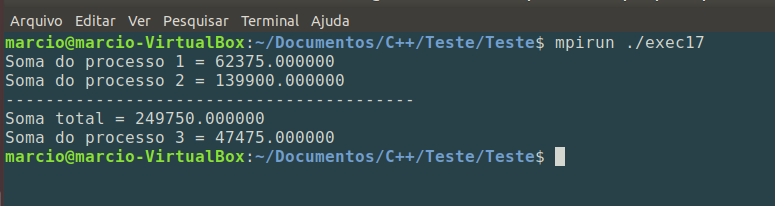 Arquivo Editar Ver Pesquisar Terminal Ajuda
marcio@marcio-VirtualBox:~/Documentos/C++/Teste/Teste$ mpirun ./exec17
Soma do processo 1 = 62375.000000
Soma do processo 2 = 139900.000000
-----------------------------------------
Soma total = 249750.000000
Soma do processo 3 = 47475.000000
marcio@marcio-VirtualBox:~/Documentos/C++/Teste/Teste$